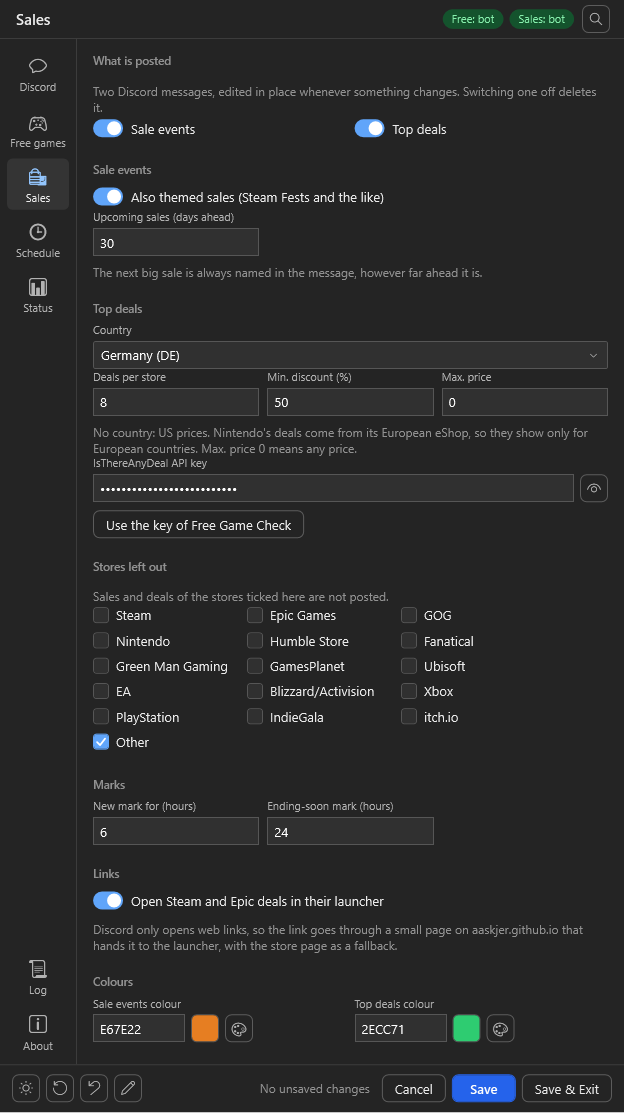 Sales
Free: bot
Sales: bot
Discord
Free games
Sales
Schedule
Status
Log
About
What is posted
Two Discord messages, edited in place whenever something changes. Switching one off deletes
it.
Sale events
Top deals
Sale events
Also themed sales (Steam Fests and the like)
Upcoming sales (days ahead)
30
The next big sale is always named in the message, however far ahead it is.
Top deals
Country
Germany (DE)
Deals per store
Min. discount (%)
Max. price
8
50
0
No country: US prices. Nintendo's deals come from its European eShop, so they show only for
European countries. Max. price 0 means any price.
IsThereAnyDeal API key
Use the key of Free Game Check
Stores left out
Sales and deals of the stores ticked here are not posted.
Steam
Epic Games
GOG
Nintendo
Humble Store
Fanatical
Green Man Gaming
GamesPlanet
Ubisoft
EA
Blizzard/Activision
Xbox
PlayStation
IndieGala
itch.io
Other
Marks
New mark for (hours)
Ending-soon mark (hours)
6
24
Links
Open Steam and Epic deals in their launcher
Discord only opens web links, so the link goes through a small page on aaskjer.github.io that
hands it to the launcher, with the store page as a fallback.
Colours
Sale events colour
Top deals colour
E67E22
2ECC71
No unsaved changes
Cancel
Save
Save & Exit